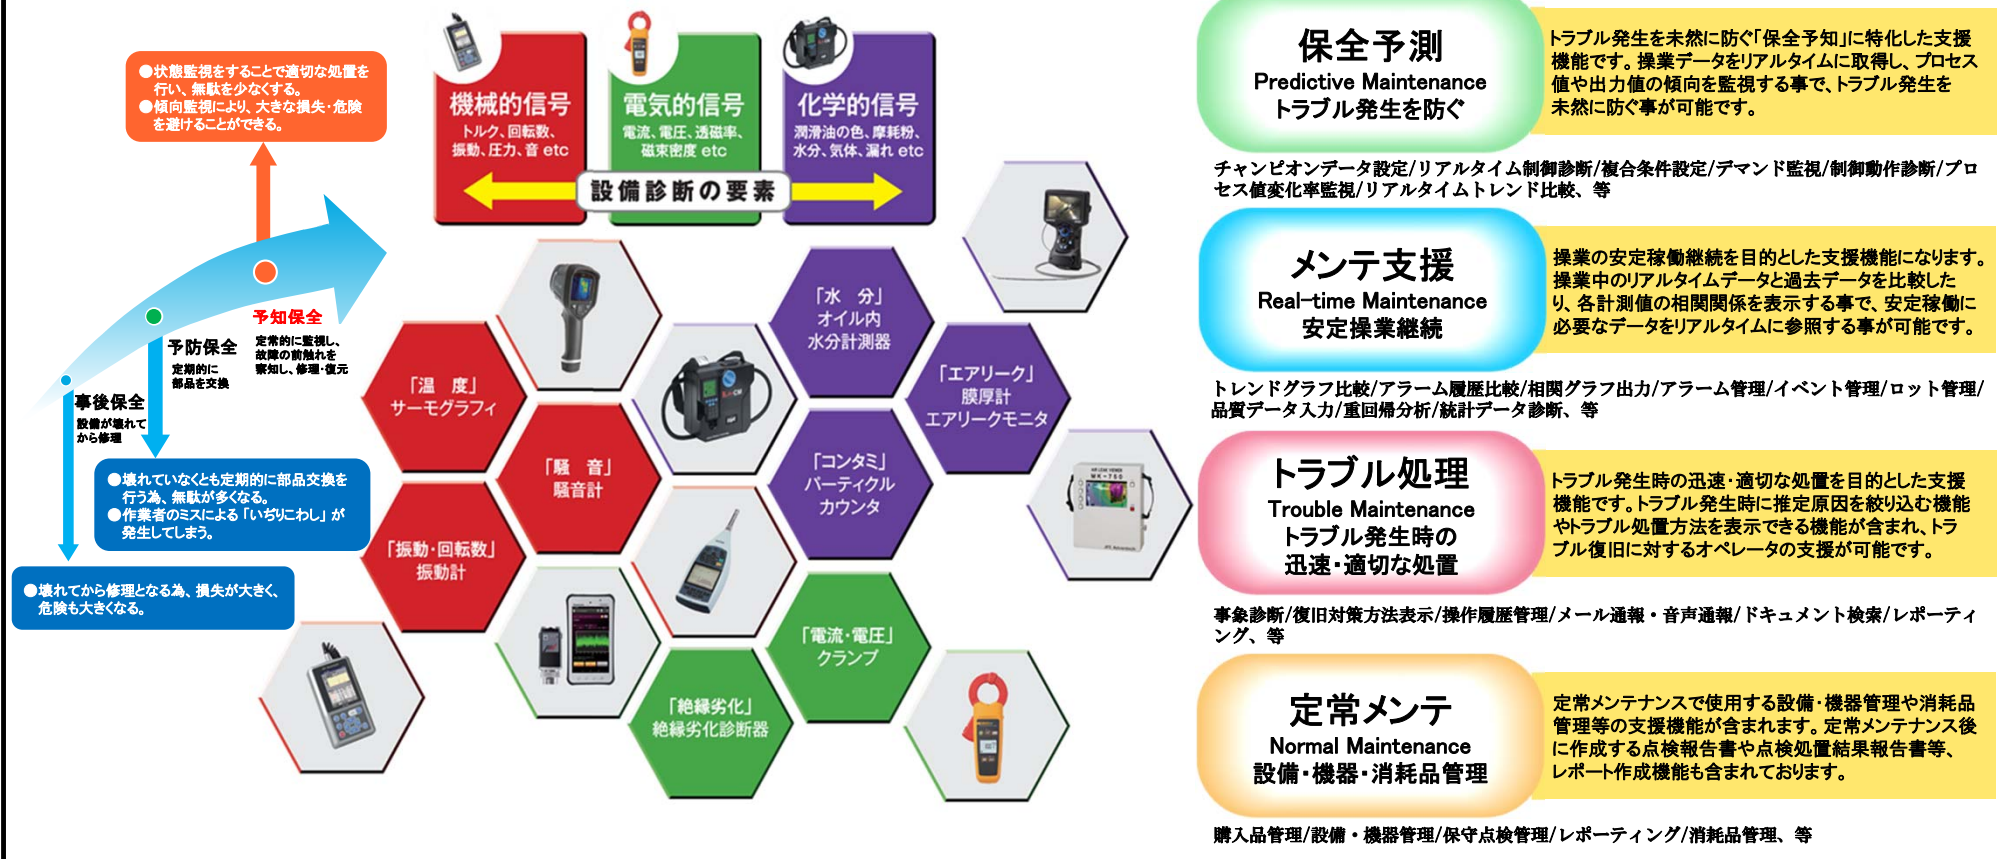 ●状態監視をすることで適切な処置を
行い、無駄を少なくする。
●傾向監視により、大きな損失・危険
を避けることができる。
予知保全
定常的に監視し、
故障の前触れを
察知し、修理・復元
予防保全
定期的に
部品を交換
事後保全
設備が壊れて
から修理
●壊れていなくとも定期的に部品交換を
行う為、無駄が多くなる。
●作業者のミスによる「いぢりこわし」が
発生してしまう。
●壊れてから修理となる為、損失が大きく、
危険も大きくなる。
機械的信号
トルク、回転数、
振動、圧力、音 etc
電気的信号
電流、電圧、透磁率、
磁束密度 etc
化学的信号
潤滑油の色、摩耗粉、
水分、気体、漏れ etc
設備診断の要素
「水 分」
オイル内
水分計測器
「エアリーク」
膜厚計
エアリークモニタ
「温 度」
サーモグラフィ
「騒 音」
騒音計
「コンタミ」
パーティクル
カウンタ
「振動・回転数」
振動計
「電流・電圧」
クランプ
「絶縁劣化」
絶縁劣化診断器
AIR LEAK VIEWER
MK-750
保全予測
Predictive Maintenance
トラブル発生を防ぐ
トラブル発生を未然に防ぐ「保全予知」に特化した支援
機能です。操業データをリアルタイムに取得し、プロセス
値や出力値の傾向を監視する事で、トラブル発生を
未然に防ぐ事が可能です。
チャンピオンデータ設定/リアルタイム制御診断/複合条件設定/デマンド監視/制御動作診断/プロ
セス値変化率監視/リアルタイムトレンド比較、等
メンテ支援
Real-time Maintenance
安定操業継続
操業の安定稼働継続を目的とした支援機能になります。
操業中のリアルタイムデータと過去データを比較した
り、各計測値の相関関係を表示する事で、安定稼働に
必要なデータをリアルタイムに参照する事が可能です。
トレンドグラフ比較/アラーム履歴比較/相関グラフ出力/アラーム管理/イベント管理/ロット管理/
品質データ入力/重回帰分析/統計データ診断、等
トラブル処理
Trouble Maintenance
トラブル発生時の
迅速・適切な処置
トラブル発生時の迅速・適切な処置を目的とした支援
機能です。トラブル発生時に推定原因を絞り込む機能
やトラブル処置方法を表示できる機能が含まれ、トラ
ブル復旧に対するオペレータの支援が可能です。
事象診断/復旧対策方法表示/操作履歴管理/メール通報・音声通報/ドキュメント検索/レポーティ
ング、等
定常メンテ
Normal Maintenance
設備・機器・消耗品管理
定常メンテナンスで使用する設備・機器管理や消耗品
管理等の支援機能が含まれます。定常メンテナンス後
に作成する点検報告書や点検処置結果報告書等、
レポート作成機能も含まれております。
購入品管理/設備・機器管理/保守点検管理/レポーティング/消耗品管理、等